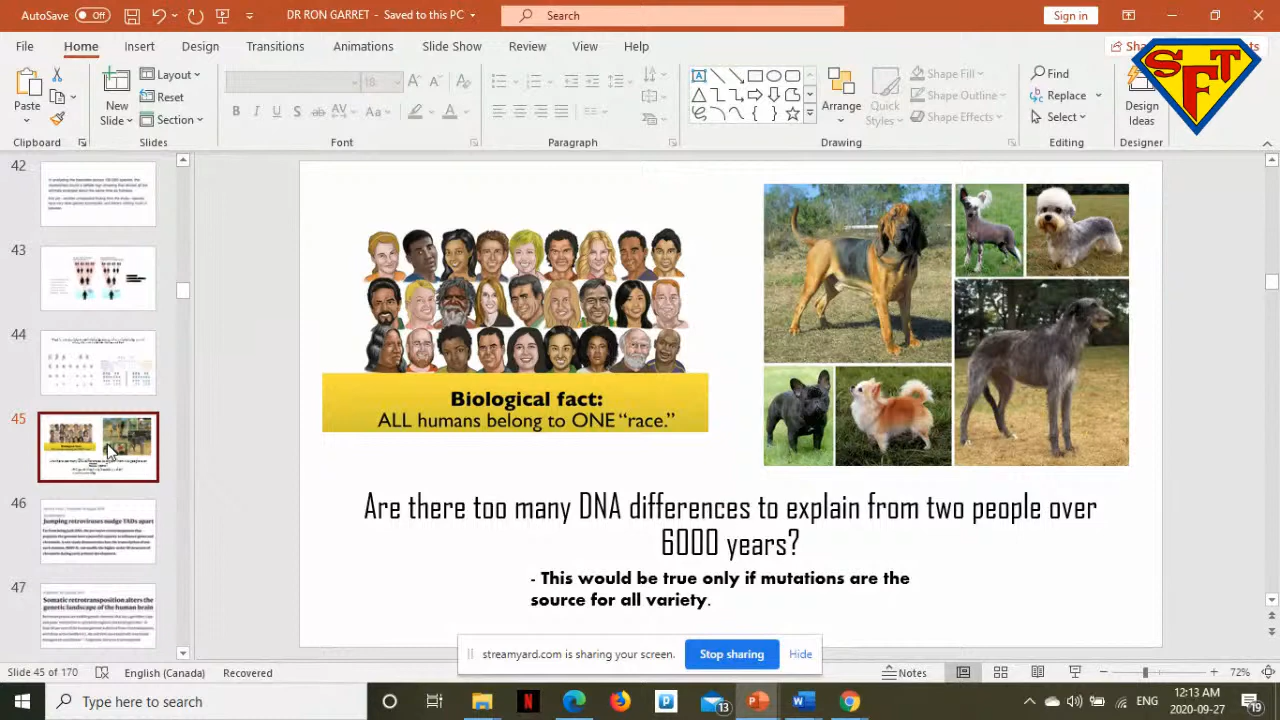 AutoSave Off DR RON GARRET - Saved to this PC Search Sign in
File Home Insert Design Transitions Animations Slide Show Review View Help
SFT
Paste
New
Slide
Layout
Reset
Section
18
Arrange
Quick
Styles
Shape Fill
Shape Outline
Shape Effects
Find
Replace
Select
Design
Ideas
Clipboard Slides Font Paragraph Drawing Editing Designer
42
43
44
45
46
Jumping retroviruses nudge TADs apart
47
Somatic retrotransposition alters the
genetic landscape of the human brain
Biological fact:
ALL humans belong to ONE “race.”
Are there too many DNA differences to explain from two people over
6000 years?
- This would be true only if mutations are the
source for all variety.
streamyard.com is sharing your screen. Stop sharing Hide
Slide 45 of 170 English (Canada) Recovered Notes 72%
Type here to search
13
ENG
12:13 AM
2020-09-27
19